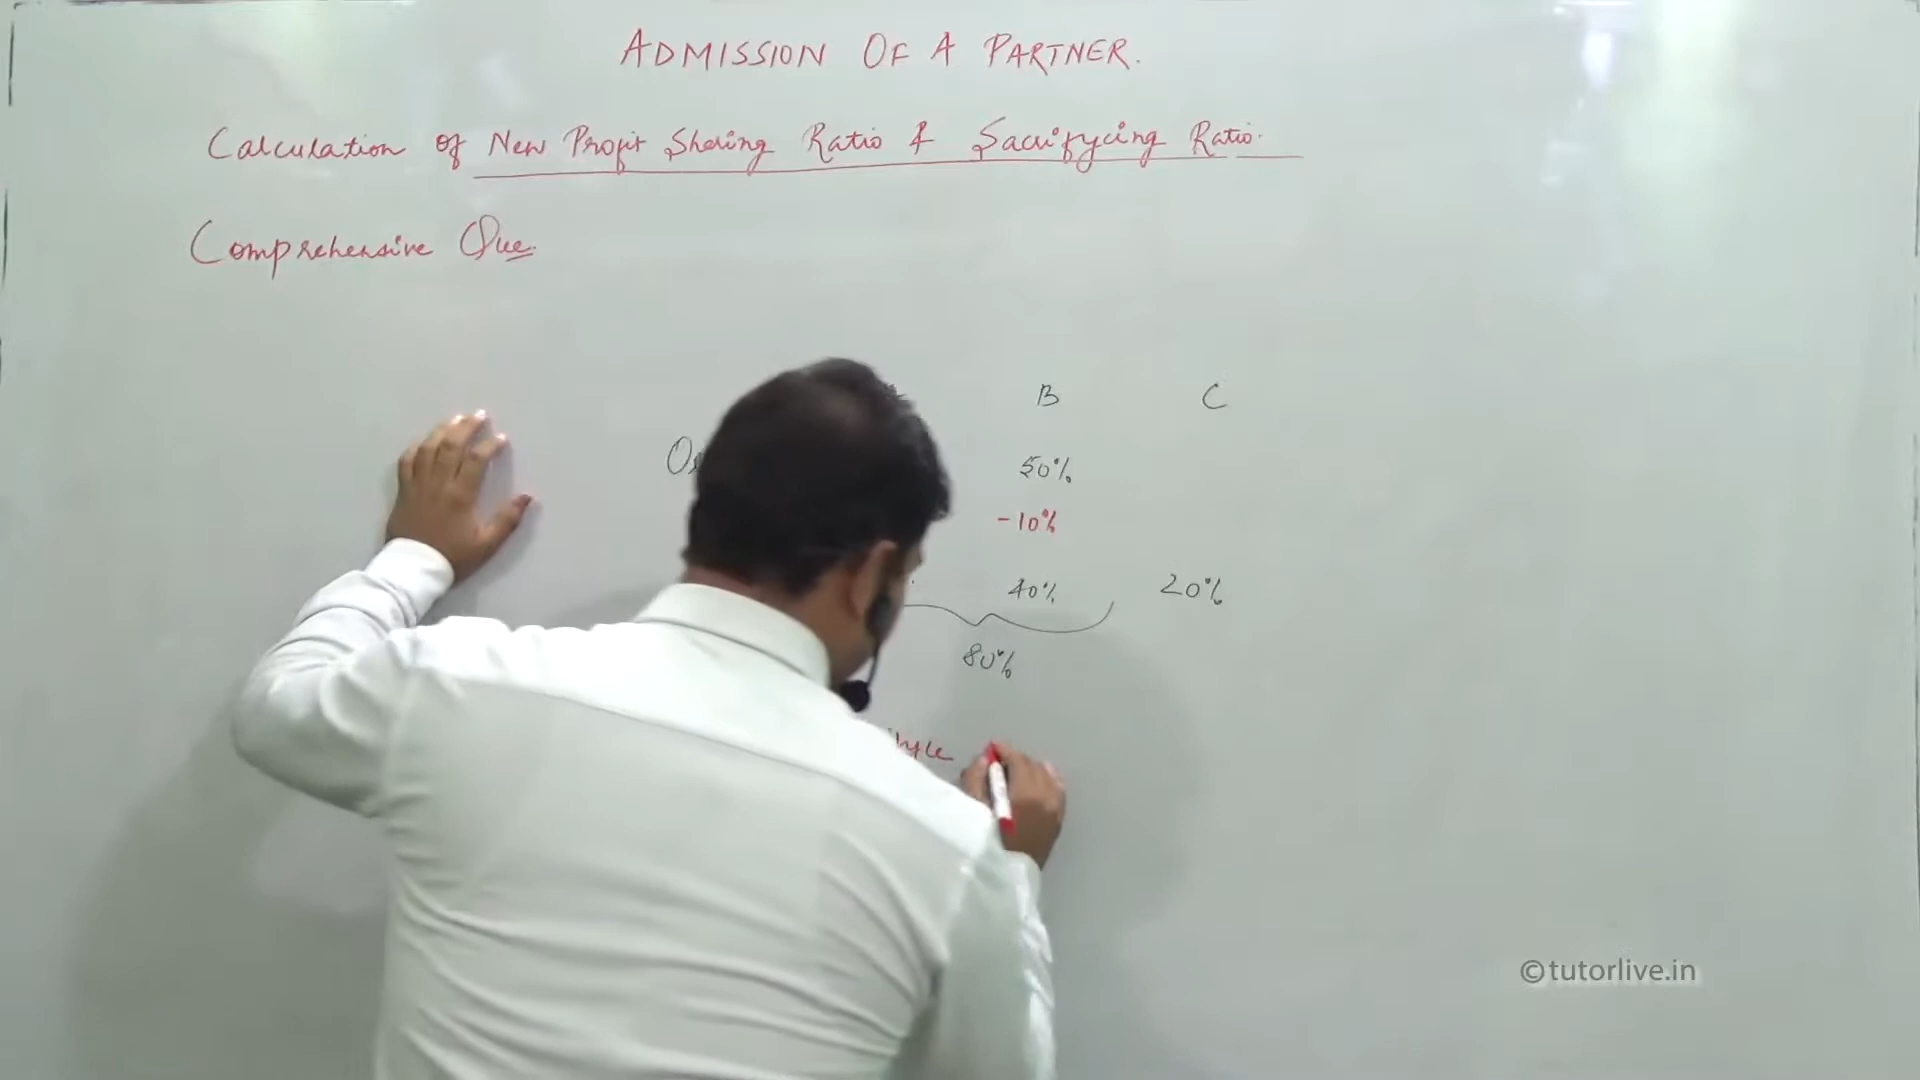 ADMISSION OF A PARTNER.
Calculation of New Profit Sharing Ratio & Sacrifycing Ratio.
Comprehensive Que.
B C
50%
-10%
40% 20%
80%
©tutorlive.in